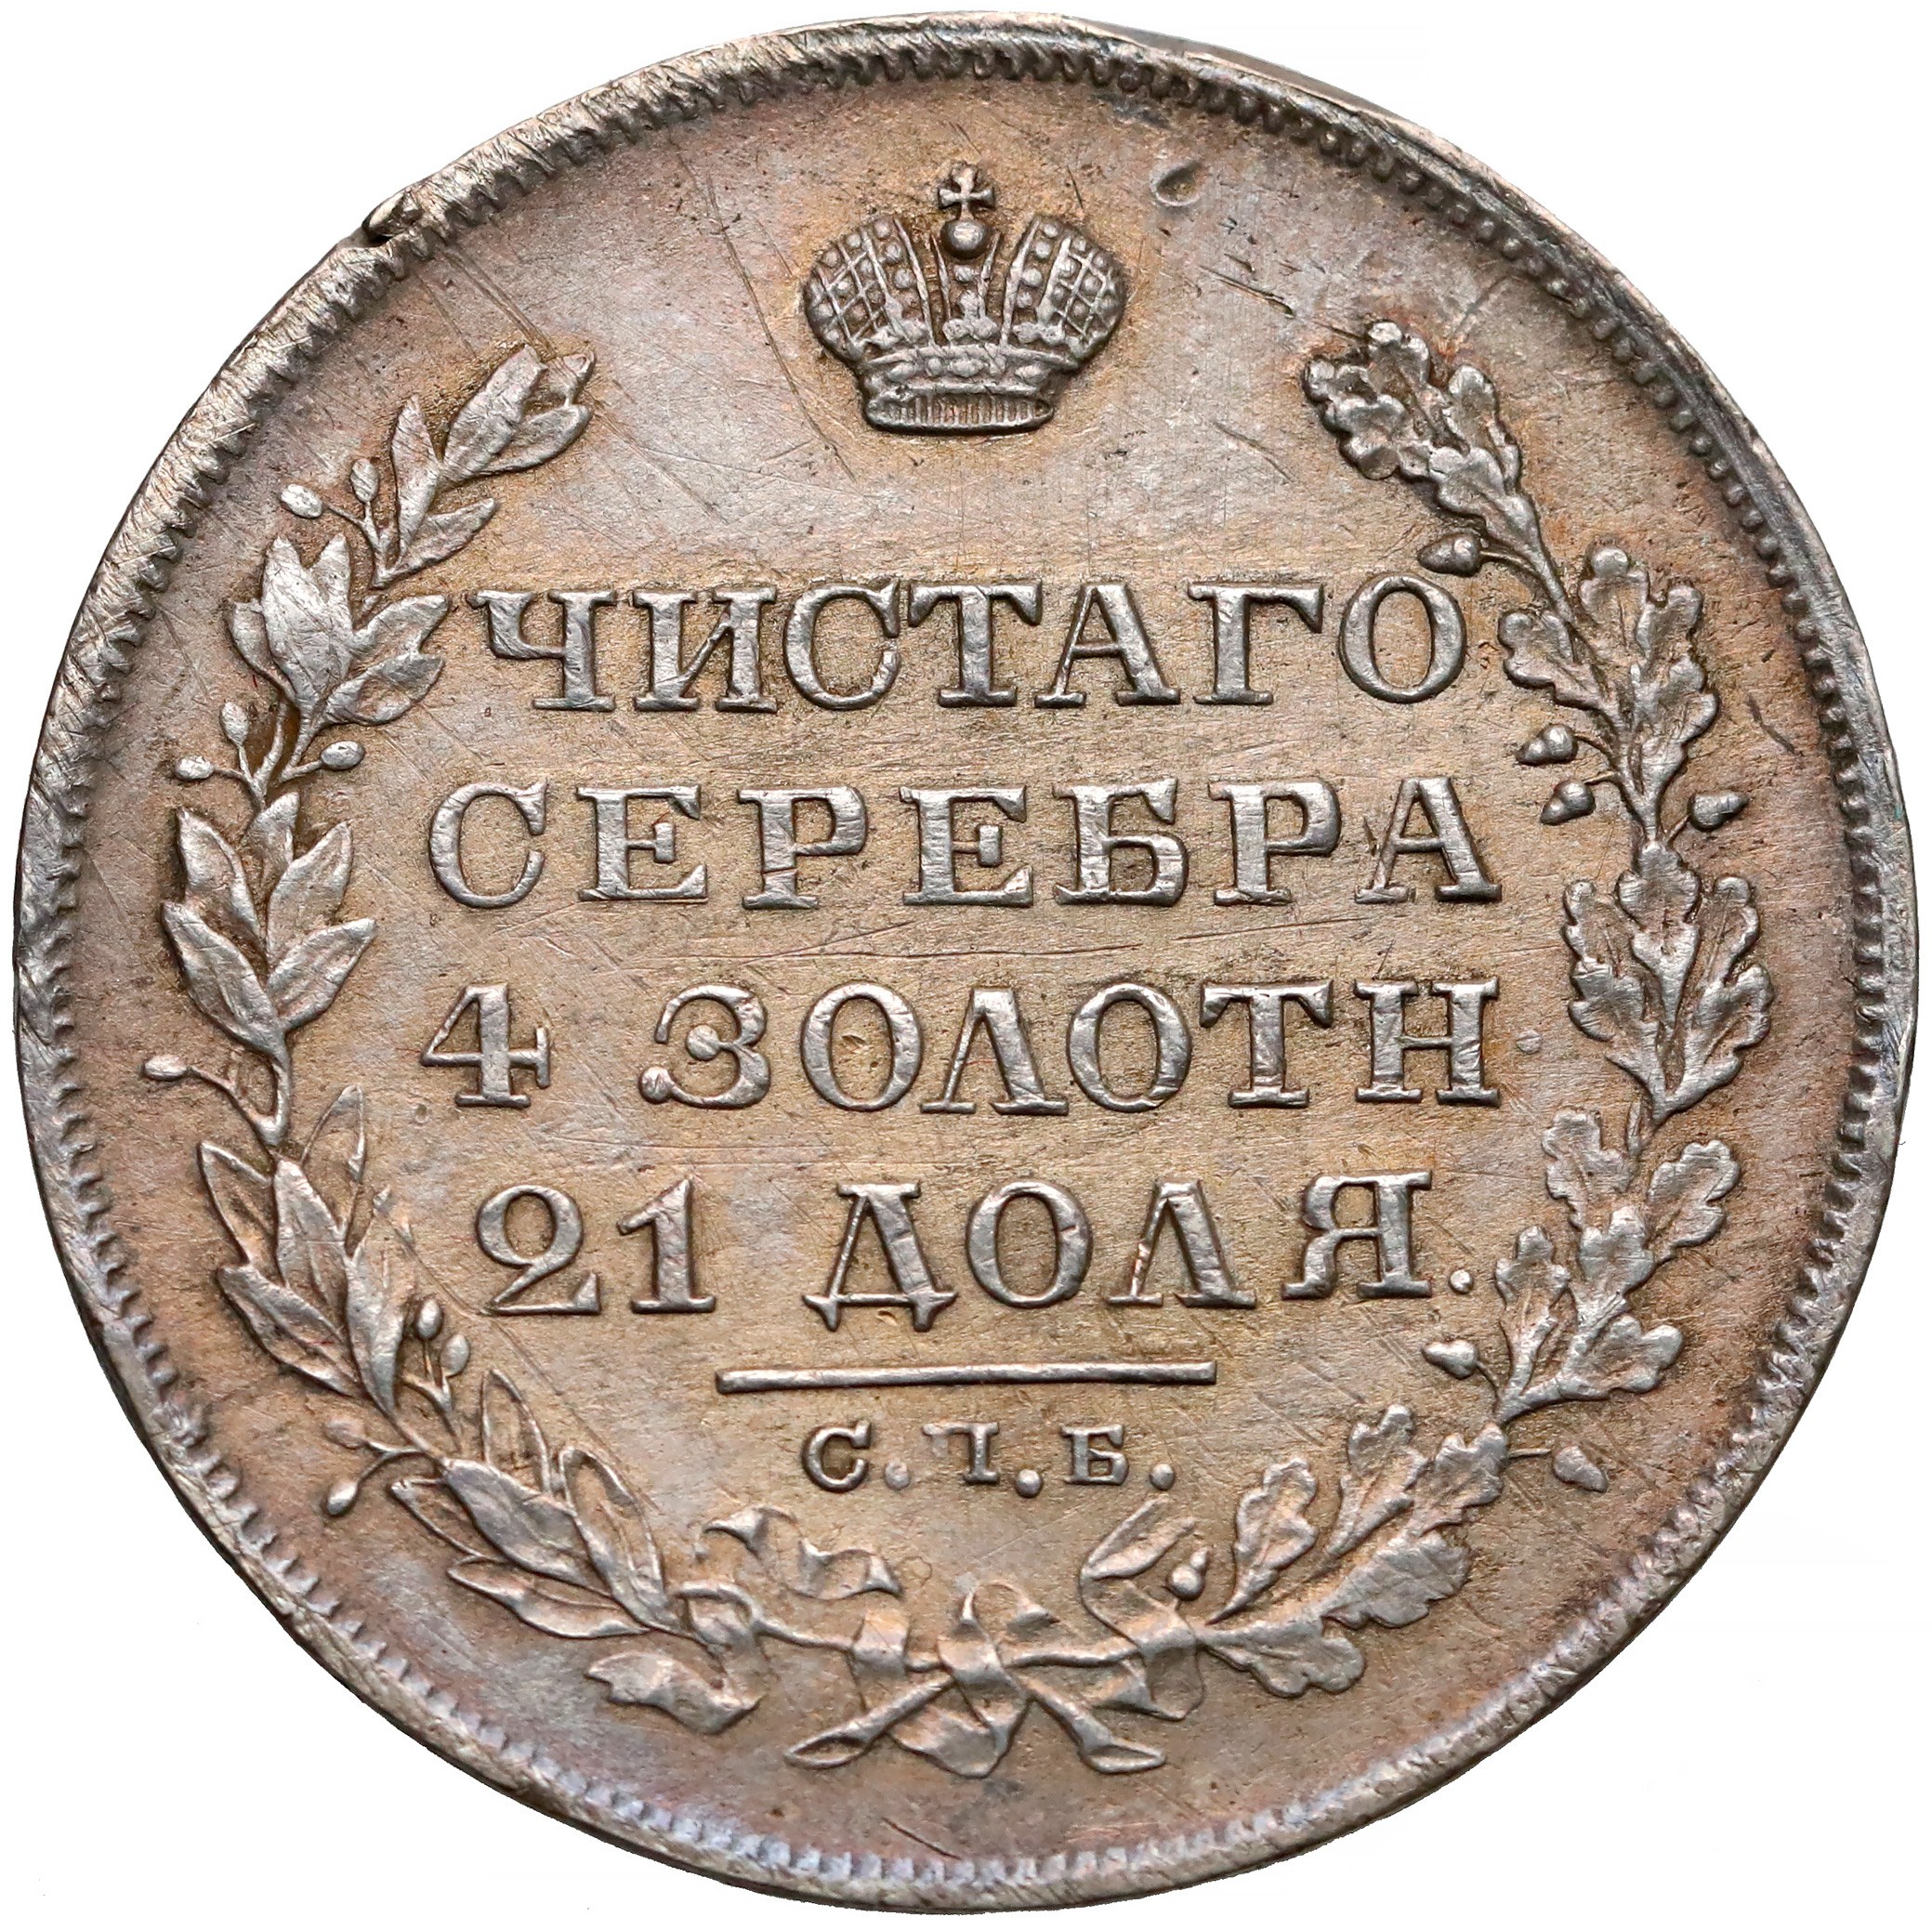 ЧИСТАГО
СЕРЕБРА
4 ЗОЛОТН.
21 ДОЛЯ.
С.П.Б.